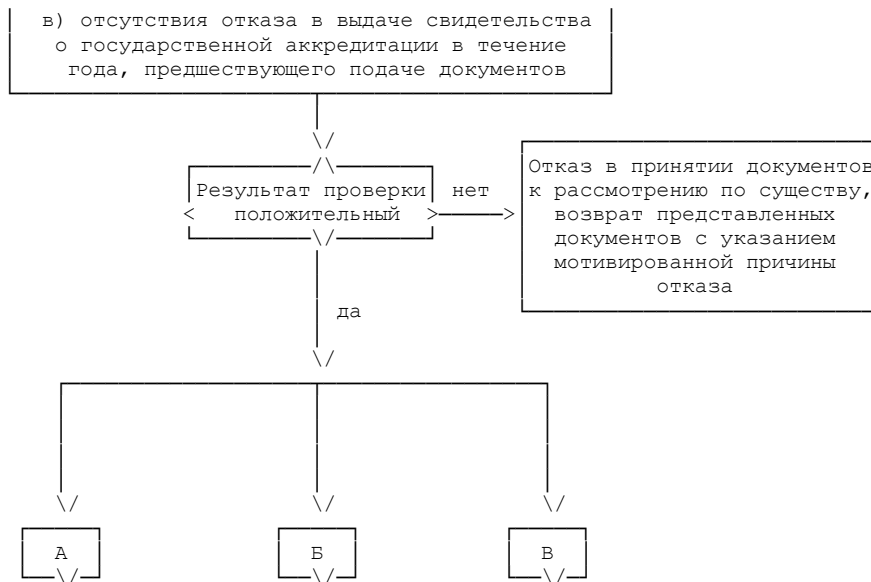 в) отсутствия отказа в выдаче свидетельства
о государственной аккредитации в течение
года, предшествующего подаче документов
Результат проверки
положительный
нет
Отказ в принятии документов
к рассмотрению по существу,
возврат представленных
документов с указанием
мотивированной причины
отказа
да
А
Б
В